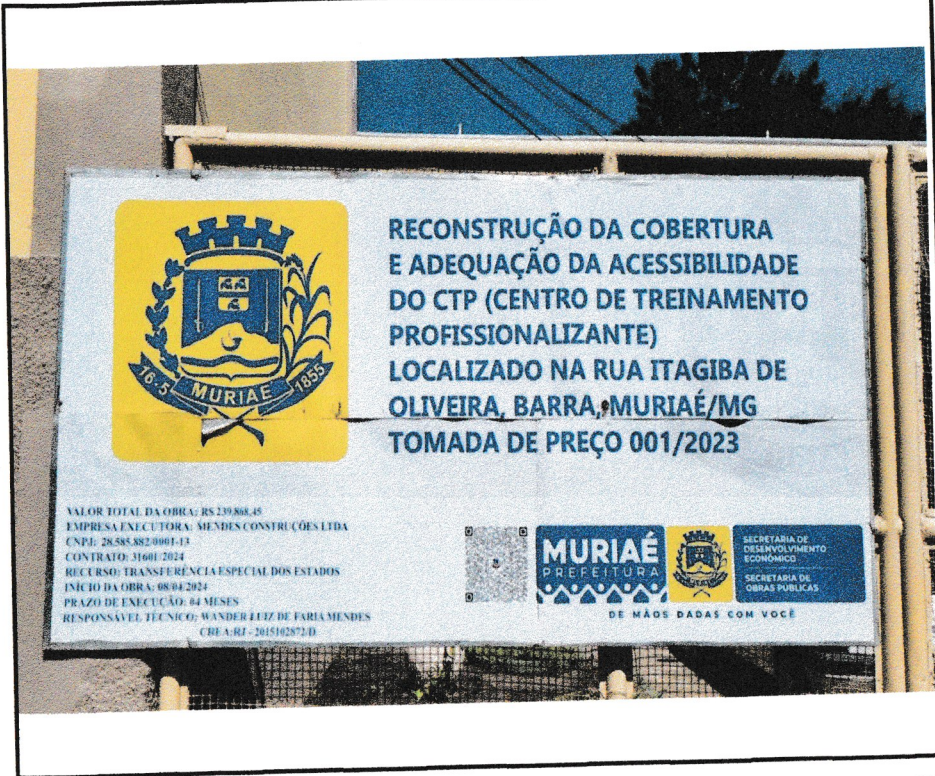 RECONSTRUÇÃO DA COBERTURA
E ADEQUAÇÃO DA ACESSIBILIDADE
DO CTP (CENTRO DE TREINAMENTO
PROFISSIONALIZANTE)
LOCALIZADO NA RUA ITAGIBA DE
OLIVEIRA, BARRA, MURIAÉ/MG
TOMADA DE PREÇO 001/2023
16-5 MURIAÉ 1855
VALOR TOTAL DA OBRA: R$ 239.868,45
EMPRESA EXECUTORA: MENDES CONSTRUÇÕES LTDA
CNPJ: 28.585.882/0001-13
CONTRATO: 31601/2024
RECURSO: TRANSFERÊNCIA ESPECIAL DOS ESTADOS
INÍCIO DA OBRA: 08/04/2024
PRAZO DE EXECUÇÃO: 04 MESES
RESPONSÁVEL TÉCNICO: WANDER LUIZ DE FARIA MENDES
CREA:RJ - 2015102872/D
MURIAÉ
PREFEITURA
SECRETARIA DE
DESENVOLVIMENTO
ECONÔMICO
SECRETARIA DE
OBRAS PÚBLICAS
DE MÃOS DADAS COM VOCÊ